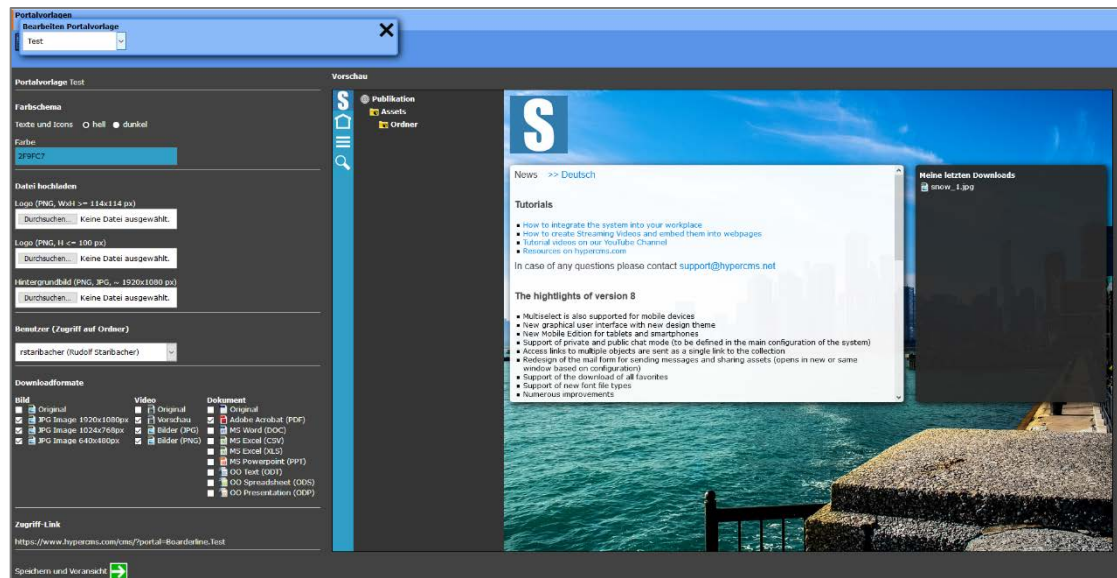 Portalvorlagen
Bearbeiten Portalvorlage
Test
Portalvorlage Test
Farbschema
Texte und Icons hell dunkel
Farbe
2F9FC7
Datei hochladen
Logo (PNG, WxH >= 114x114 px)
Durchsuchen... Keine Datei ausgewählt.
Logo (PNG, H <= 100 px)
Durchsuchen... Keine Datei ausgewählt.
Hintergrundbild (PNG, JPG, ~ 1920x1080 px)
Durchsuchen... Keine Datei ausgewählt.
Benutzer (Zugriff auf Ordner)
rstaribacher (Rudolf Staribacher)
Downloadformate
Bild Video Dokument
Original Original Original
JPG Image 1920x1080px Vorschau Adobe Acrobat (PDF)
JPG Image 1024x768px Bilder (JPG) MS Word (DOC)
JPG Image 640x480px Bilder (PNG) MS Excel (CSV)
MS Excel (XLS)
MS Powerpoint (PPT)
OO Text (ODT)
OO Spreadsheet (ODS)
OO Presentation (ODP)
Zugriff-Link
https://www.hypercms.com/cms/?portal=Boarderline.Test
Speichern und Voransicht
Vorschau
S
Publikation
Assets
Ordner
S
News >> Deutsch
Tutorials
How to integrate the system into your workplace
How to create Streaming Videos and embed them into webpages
Tutorial videos on our YouTube Channel
Resources on hypercms.com
In case of any questions please contact support@hypercms.net
The hightlights of version 8
Multiselect is also supported for mobile devices
New graphical user interface with new design theme
New Mobile Edition for tablets and smartphones
Support of private and public chat mode (to be defined in the main configuration of the system)
Access links to multiple objects are sent as a single link to the collection
Redesign of the mail form for sending messages and sharing assets (opens in new or same
window based on configuration)
Support of the download of all favorites
Support of new font file types
Numerous improvements
Meine letzten Downloads
snow_1.jpg